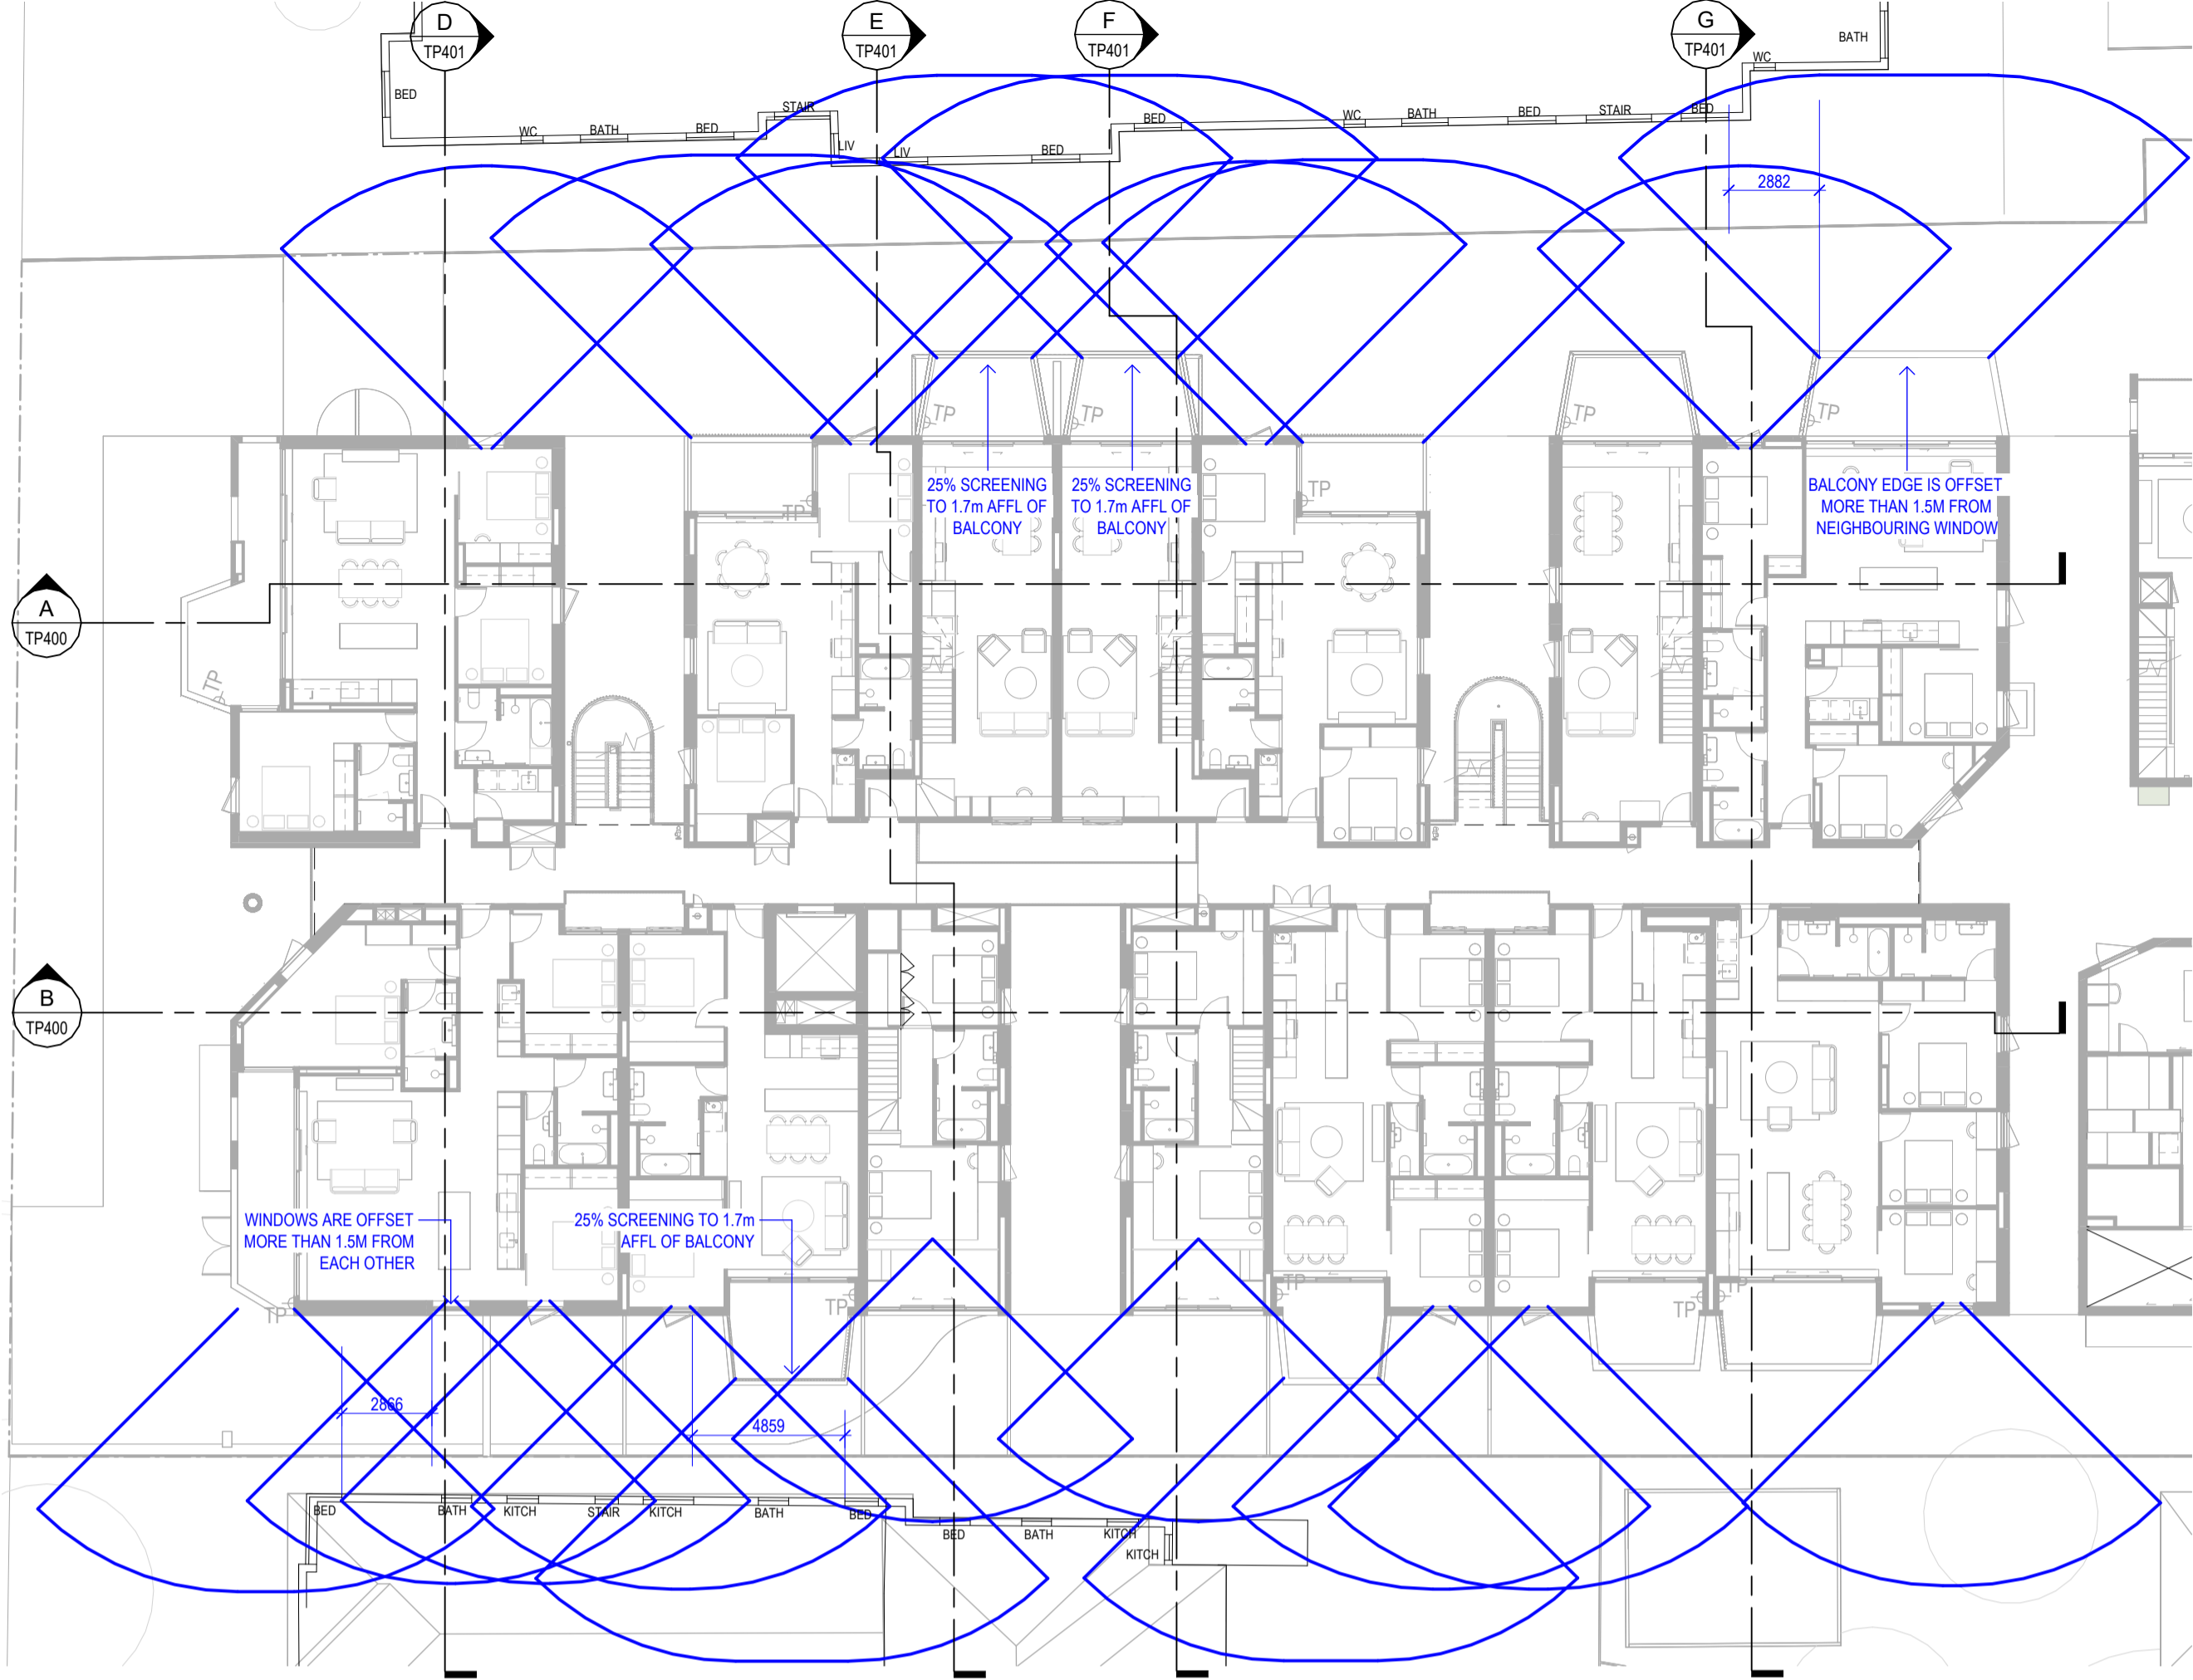 D
TP401
E
TP401
F
TP401
G
TP401
BATH
WC
BED
STAIR
BED
WC
BATH
BED
BED
WC
BATH
BED
STAIR
BED
LIV
LIV
BED
2882
TP
TP
TP
TP
25% SCREENING
TO 1.7m AFFL OF
BALCONY
25% SCREENING
TO 1.7m AFFL OF
BALCONY
BALCONY EDGE IS OFFSET
MORE THAN 1.5M FROM
NEIGHBOURING WINDOW
TP
TP
A
TP400
TP
B
TP400
WINDOWS ARE OFFSET
MORE THAN 1.5M FROM
EACH OTHER
25% SCREENING TO 1.7m
AFFL OF BALCONY
TP
TP
TP
TP
TP
2866
4859
BED
BATH
KITCH
STAIR
KITCH
BATH
BED
BED
BATH
KITCH
KITCH